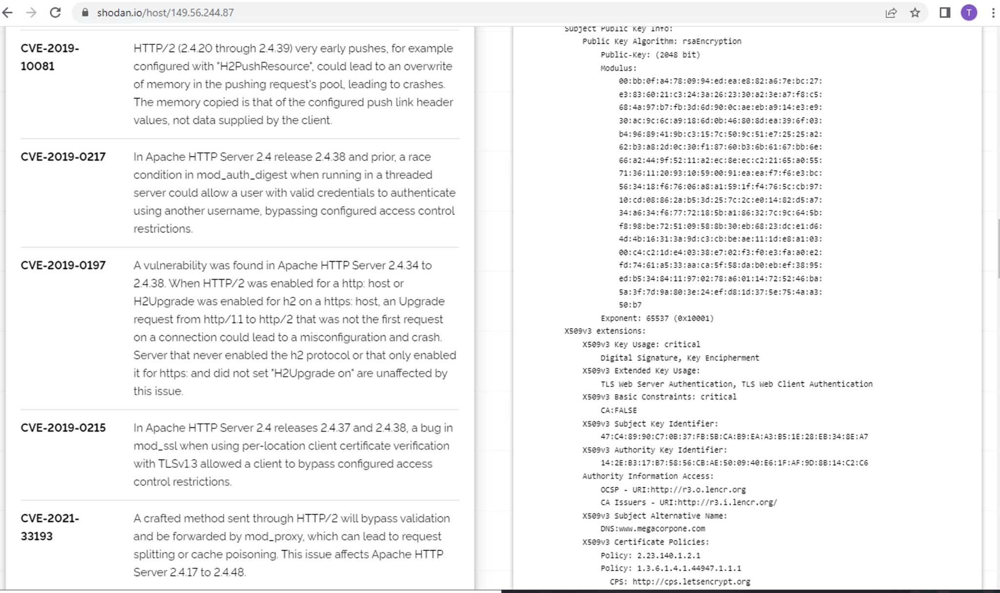 shodan.io/host/149.56.244.87
T
CVE-2019-
10081
HTTP/2 (2.4.20 through 2.4.39) very early pushes, for example
configured with "H2PushResource", could lead to an overwrite
of memory in the pushing request's pool, leading to crashes.
The memory copied is that of the configured push link header
values, not data supplied by the client.
CVE-2019-0217
In Apache HTTP Server 2.4 release 2.4.38 and prior, a race
condition in mod_auth_digest when running in a threaded
server could allow a user with valid credentials to authenticate
using another username, bypassing configured access control
restrictions.
CVE-2019-0197
A vulnerability was found in Apache HTTP Server 2.4.34 to
2.4.38. When HTTP/2 was enabled for a http: host or
H2Upgrade was enabled for h2 on a https: host, an Upgrade
request from http/1.1 to http/2 that was not the first request
on a connection could lead to a misconfiguration and crash.
Server that never enabled the h2 protocol or that only enabled
it for https: and did not set "H2Upgrade on" are unaffected by
this issue.
CVE-2019-0215
In Apache HTTP Server 2.4 releases 2.4.37 and 2.4.38, a bug in
mod_ssl when using per-location client certificate verification
with TLSv1.3 allowed a client to bypass configured access
control restrictions.
CVE-2021-
33193
A crafted method sent through HTTP/2 will bypass validation
and be forwarded by mod_proxy, which can lead to request
splitting or cache poisoning. This issue affects Apache HTTP
Server 2.4.17 to 2.4.48.
Subject Public Key Info:
Public Key Algorithm: rsaEncryption
Public-Key: (2048 bit)
Modulus:
00:bb:0f:a4:78:09:94:ed:ea:e8:82:a6:7e:bc:27:
e3:83:60:21:c3:24:3a:26:23:30:a2:3e:a7:f8:c5:
68:4a:97:b7:fb:3d:6d:90:0c:ae:eb:a9:14:e3:e9:
30:ac:9c:6c:a9:18:6d:0b:46:80:8d:ea:39:6f:03:
b4:96:89:41:9b:c3:15:7c:50:9c:51:e7:25:25:a2:
62:b3:a8:2d:0c:30:f1:87:60:b3:6b:61:67:bb:6e:
66:a2:44:9f:52:11:a2:ec:8e:ec:c2:21:65:a0:55:
71:36:11:20:93:10:59:00:91:ea:ea:f7:f6:e3:bc:
56:34:18:f6:76:06:a8:a1:59:1f:f4:76:5c:cb:97:
10:cd:08:86:2a:b5:3d:25:7c:2c:e0:14:82:d5:a7:
34:a6:34:f6:77:72:18:5b:a1:86:32:7c:9c:64:5b:
f8:98:be:72:51:09:58:8b:30:eb:68:23:dc:e1:d6:
4d:4b:16:31:3a:9d:c3:cb:be:ae:11:1d:e8:a1:03:
00:c4:c2:1d:e4:03:38:e7:02:f3:f0:e3:fa:a0:e2:
fd:74:61:a5:33:aa:ca:5f:58:da:b0:eb:ef:38:95:
ed:b5:34:84:11:97:02:78:a6:01:14:72:52:46:ba:
5a:3f:7d:9a:80:3e:24:ef:d8:1d:37:5e:75:4a:a3:
50:b7
Exponent: 65537 (0x10001)
X509v3 extensions:
X509v3 Key Usage: critical
Digital Signature, Key Encipherment
X509v3 Extended Key Usage:
TLS Web Server Authentication, TLS Web Client Authentication
X509v3 Basic Constraints: critical
CA:FALSE
X509v3 Subject Key Identifier:
47:C4:89:90:C7:0B:37:FB:5B:CA:B9:EA:A3:B5:1E:28:EB:34:8E:A7
X509v3 Authority Key Identifier:
14:2E:B3:17:B7:58:56:CB:AE:50:09:40:E6:1F:AF:9D:8B:14:C2:C6
Authority Information Access:
OCSP - URI:http://r3.o.lencr.org
CA Issuers - URI:http://r3.i.lencr.org/
X509v3 Subject Alternative Name:
DNS:www.megacorpone.com
X509v3 Certificate Policies:
Policy: 2.23.140.1.2.1
Policy: 1.3.6.1.4.1.44947.1.1.1
CPS: http://cps.letsencrypt.org